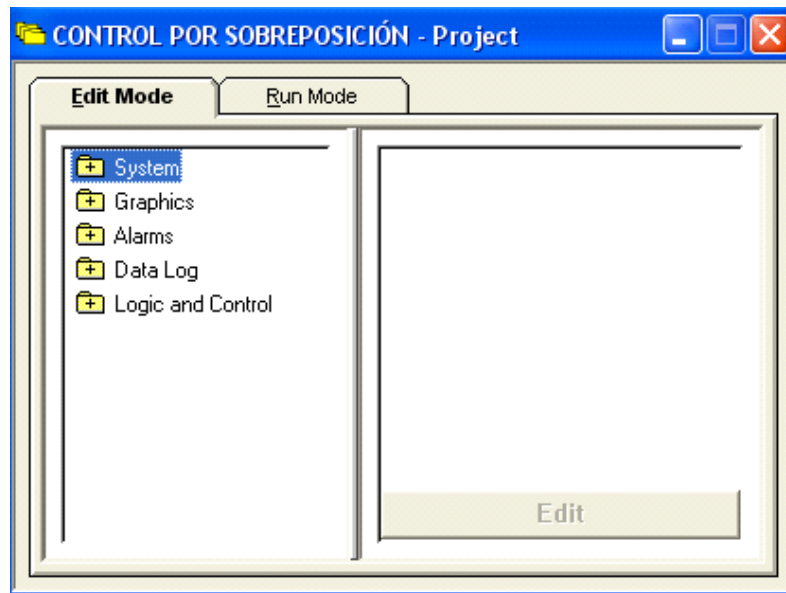 CONTROL POR SOBREPOSICIÓN - Project
Edit Mode
Run Mode
System
Graphics
Alarms
Data Log
Logic and Control
Edit